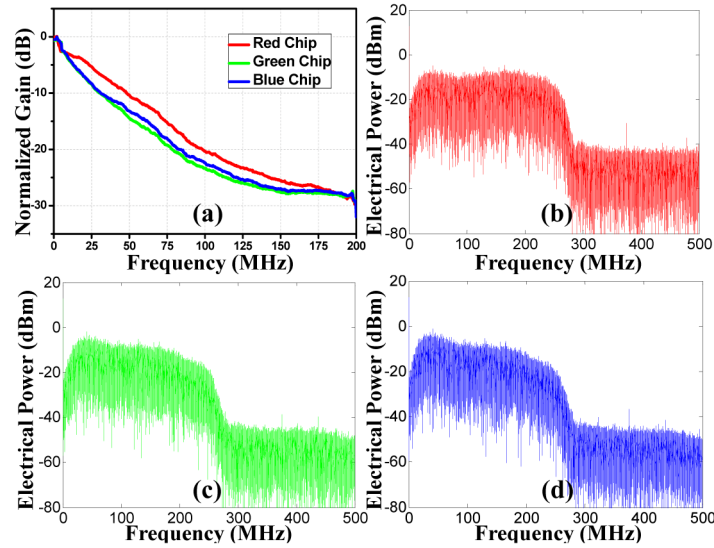 Normalized Gain (dB)
0
-10
-20
-30
Red Chip
Green Chip
Blue Chip
(a)
0 25 50 75 100 125 150 175 200
Frequency (MHz)
Electrical Power (dBm)
20
0
-20
-40
-60
-80
(b)
0 100 200 300 400 500
Frequency (MHz)
Electrical Power (dBm)
20
0
-20
-40
-60
-80
(c)
0 100 200 300 400 500
Frequency (MHz)
Electrical Power (dBm)
20
0
-20
-40
-60
-80
(d)
0 100 200 300 400 500
Frequency (MHz)